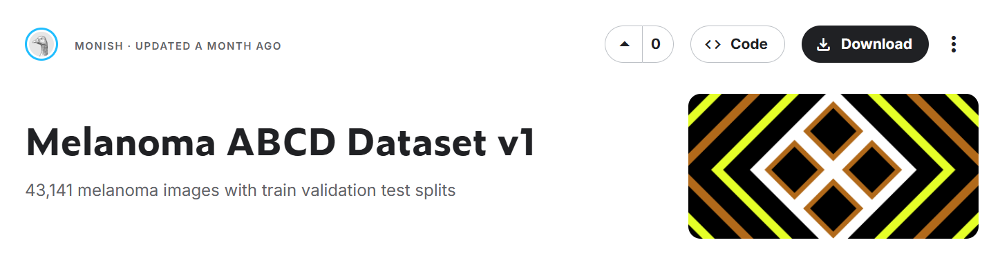 MONISH · UPDATED A MONTH AGO
0
Code
Download
Melanoma ABCD Dataset v1
43,141 melanoma images with train validation test splits